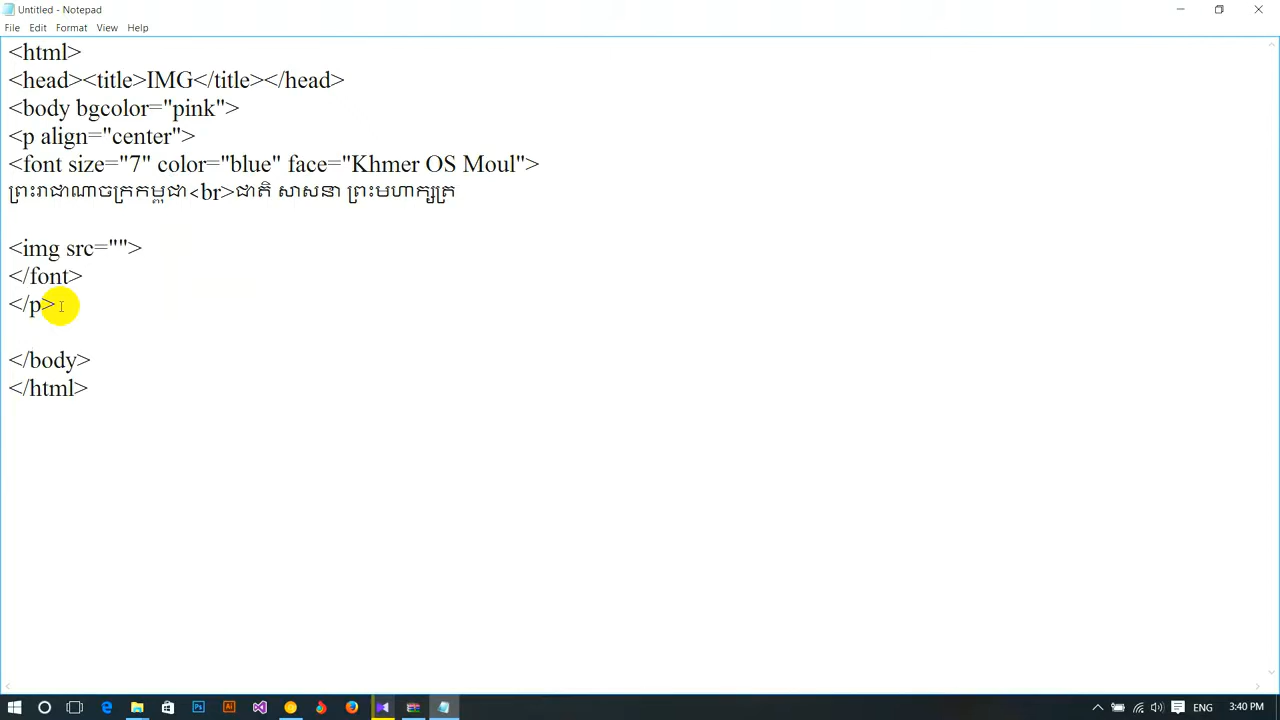 Untitled - Notepad
File Edit Format View Help
<html>
<head><title>IMG</title></head>
<body bgcolor="pink">
<p align="center">
<font size="7" color="blue" face="Khmer OS Moul">
ព្រះរាជាណាចក្រកម្ពុជា<br>ជាតិ សាសនា ព្រះមហាក្សត្រ
<img src="">
</font>
</p>
</body>
</html>
Ps Ai ENG 3:40 PM